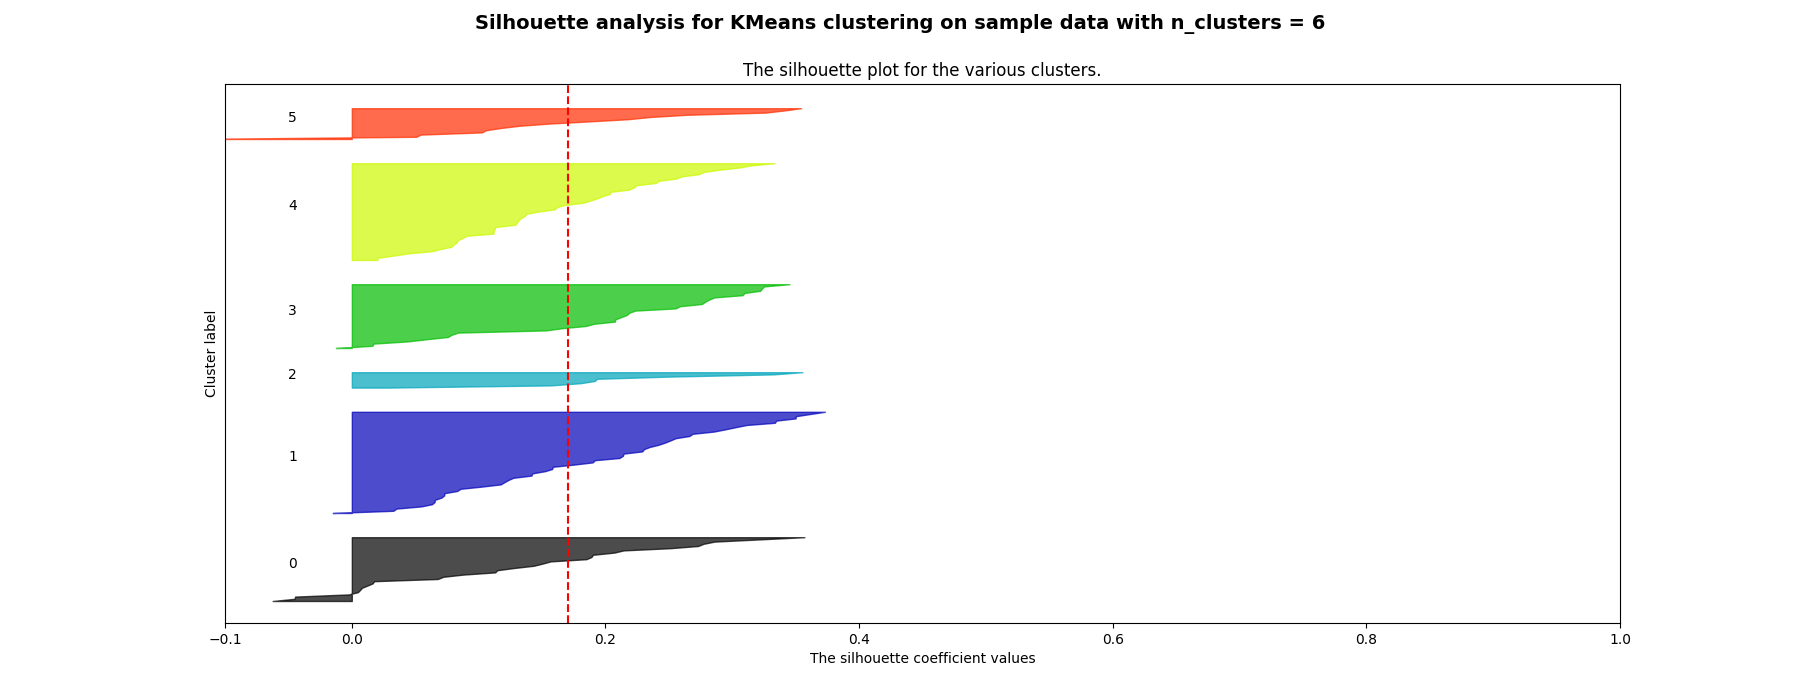 Silhouette analysis for KMeans clustering on sample data with n_clusters = 6
The silhouette plot for the various clusters.
5
4
3
2
1
0
Cluster label
−0.1 0.0 0.2 0.4 0.6 0.8 1.0
The silhouette coefficient values